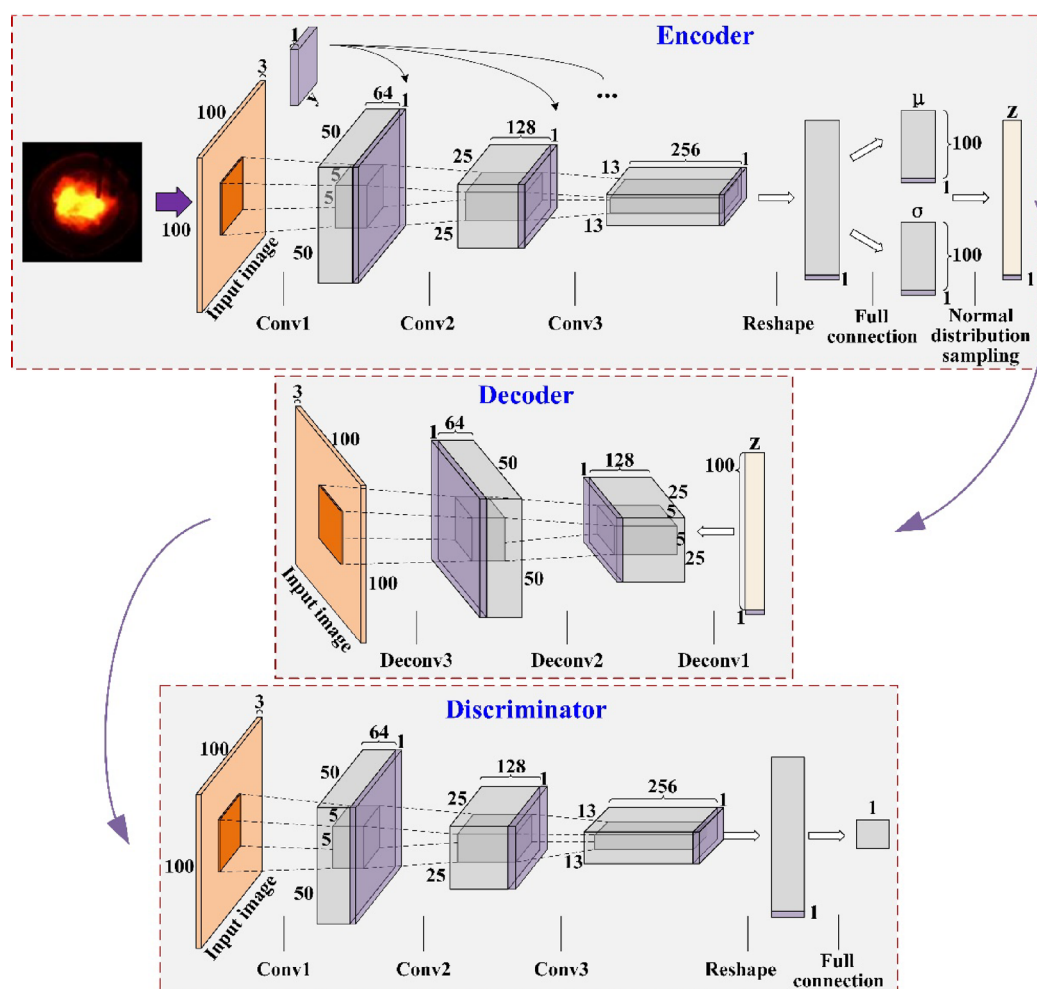 Encoder
1
3
100
y
64
1
50
...
128
1
25
256
1
13
μ
100
1
z
5
5
100
50
25
13
σ
100
1
1
Input image
Conv1
Conv2
Conv3
Reshape
Full
connection
Normal
distribution
sampling
Decoder
3
100
1
64
50
1
128
25
5
5
25
z
100
1
100
50
Input image
Deconv3
Deconv2
Deconv1
Discriminator
3
100
64
1
50
128
1
25
256
1
13
1
5
5
100
50
25
13
1
Input image
Conv1
Conv2
Conv3
Reshape
Full
connection